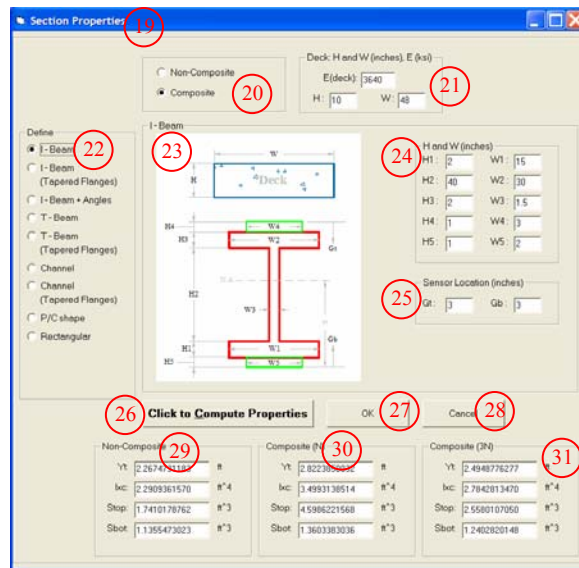 Section Properties
19
Non-Composite
Composite
20
Deck: H and W (inches), E (ksi)
E(deck): 3640
H: 10 W: 48
21
Define
I - Beam
22
I - Beam
(Tapered Flanges)
I - Beam + Angles
T - Beam
T - Beam
(Tapered Flanges)
Channel
Channel
(Tapered Flanges)
P/C shape
Rectangular
I - Beam
23
W
H
Deck
H4
W4
H3
W2
Gt
H2
W3
H1
W1
Gb
H5
W5
24
H and W (inches)
H1: 2 W1: 15
H2: 40 W2: 30
H3: 2 W3: 1.5
H4: 1 W4: 3
H5: 1 W5: 2
25
Sensor Location (inches)
Gt: 3 Gb: 3
26
Click to Compute Properties
OK
27
Cancel
28
Non-Composite
29
Yt: ft
Ixc: 2.2909361570 ft^4
Stop: 1.7410178762 ft^3
Sbot: 1.1355473023 ft^3
Composite (N)
30
Yt: ft
Ixc: 3.4993138514 ft^4
Stop: 4.5986221568 ft^3
Sbot: 1.3603383036 ft^3
Composite (3N)
31
Yt: 2.4948776277 ft
Ixc: 2.7842813470 ft^4
Stop: 2.5580107050 ft^3
Sbot: 1.2402820148 ft^3